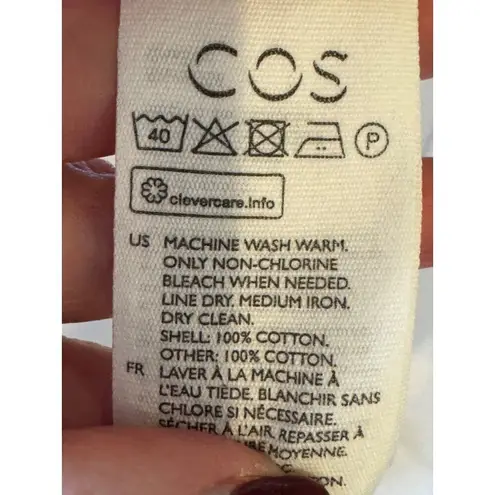 COS
40 P
clevercare.info
US MACHINE WASH WARM.
ONLY NON-CHLORINE
BLEACH WHEN NEEDED.
LINE DRY. MEDIUM IRON.
DRY CLEAN.
SHELL: 100% COTTON.
OTHER: 100% COTTON.
FR LAVER À LA MACHINE À
L'EAU TIÈDE, BLANCHIR SANS
CHLORE SI NÉCESSAIRE.
SÉCHER À L'AIR. REPASSER À
MOYENNE.